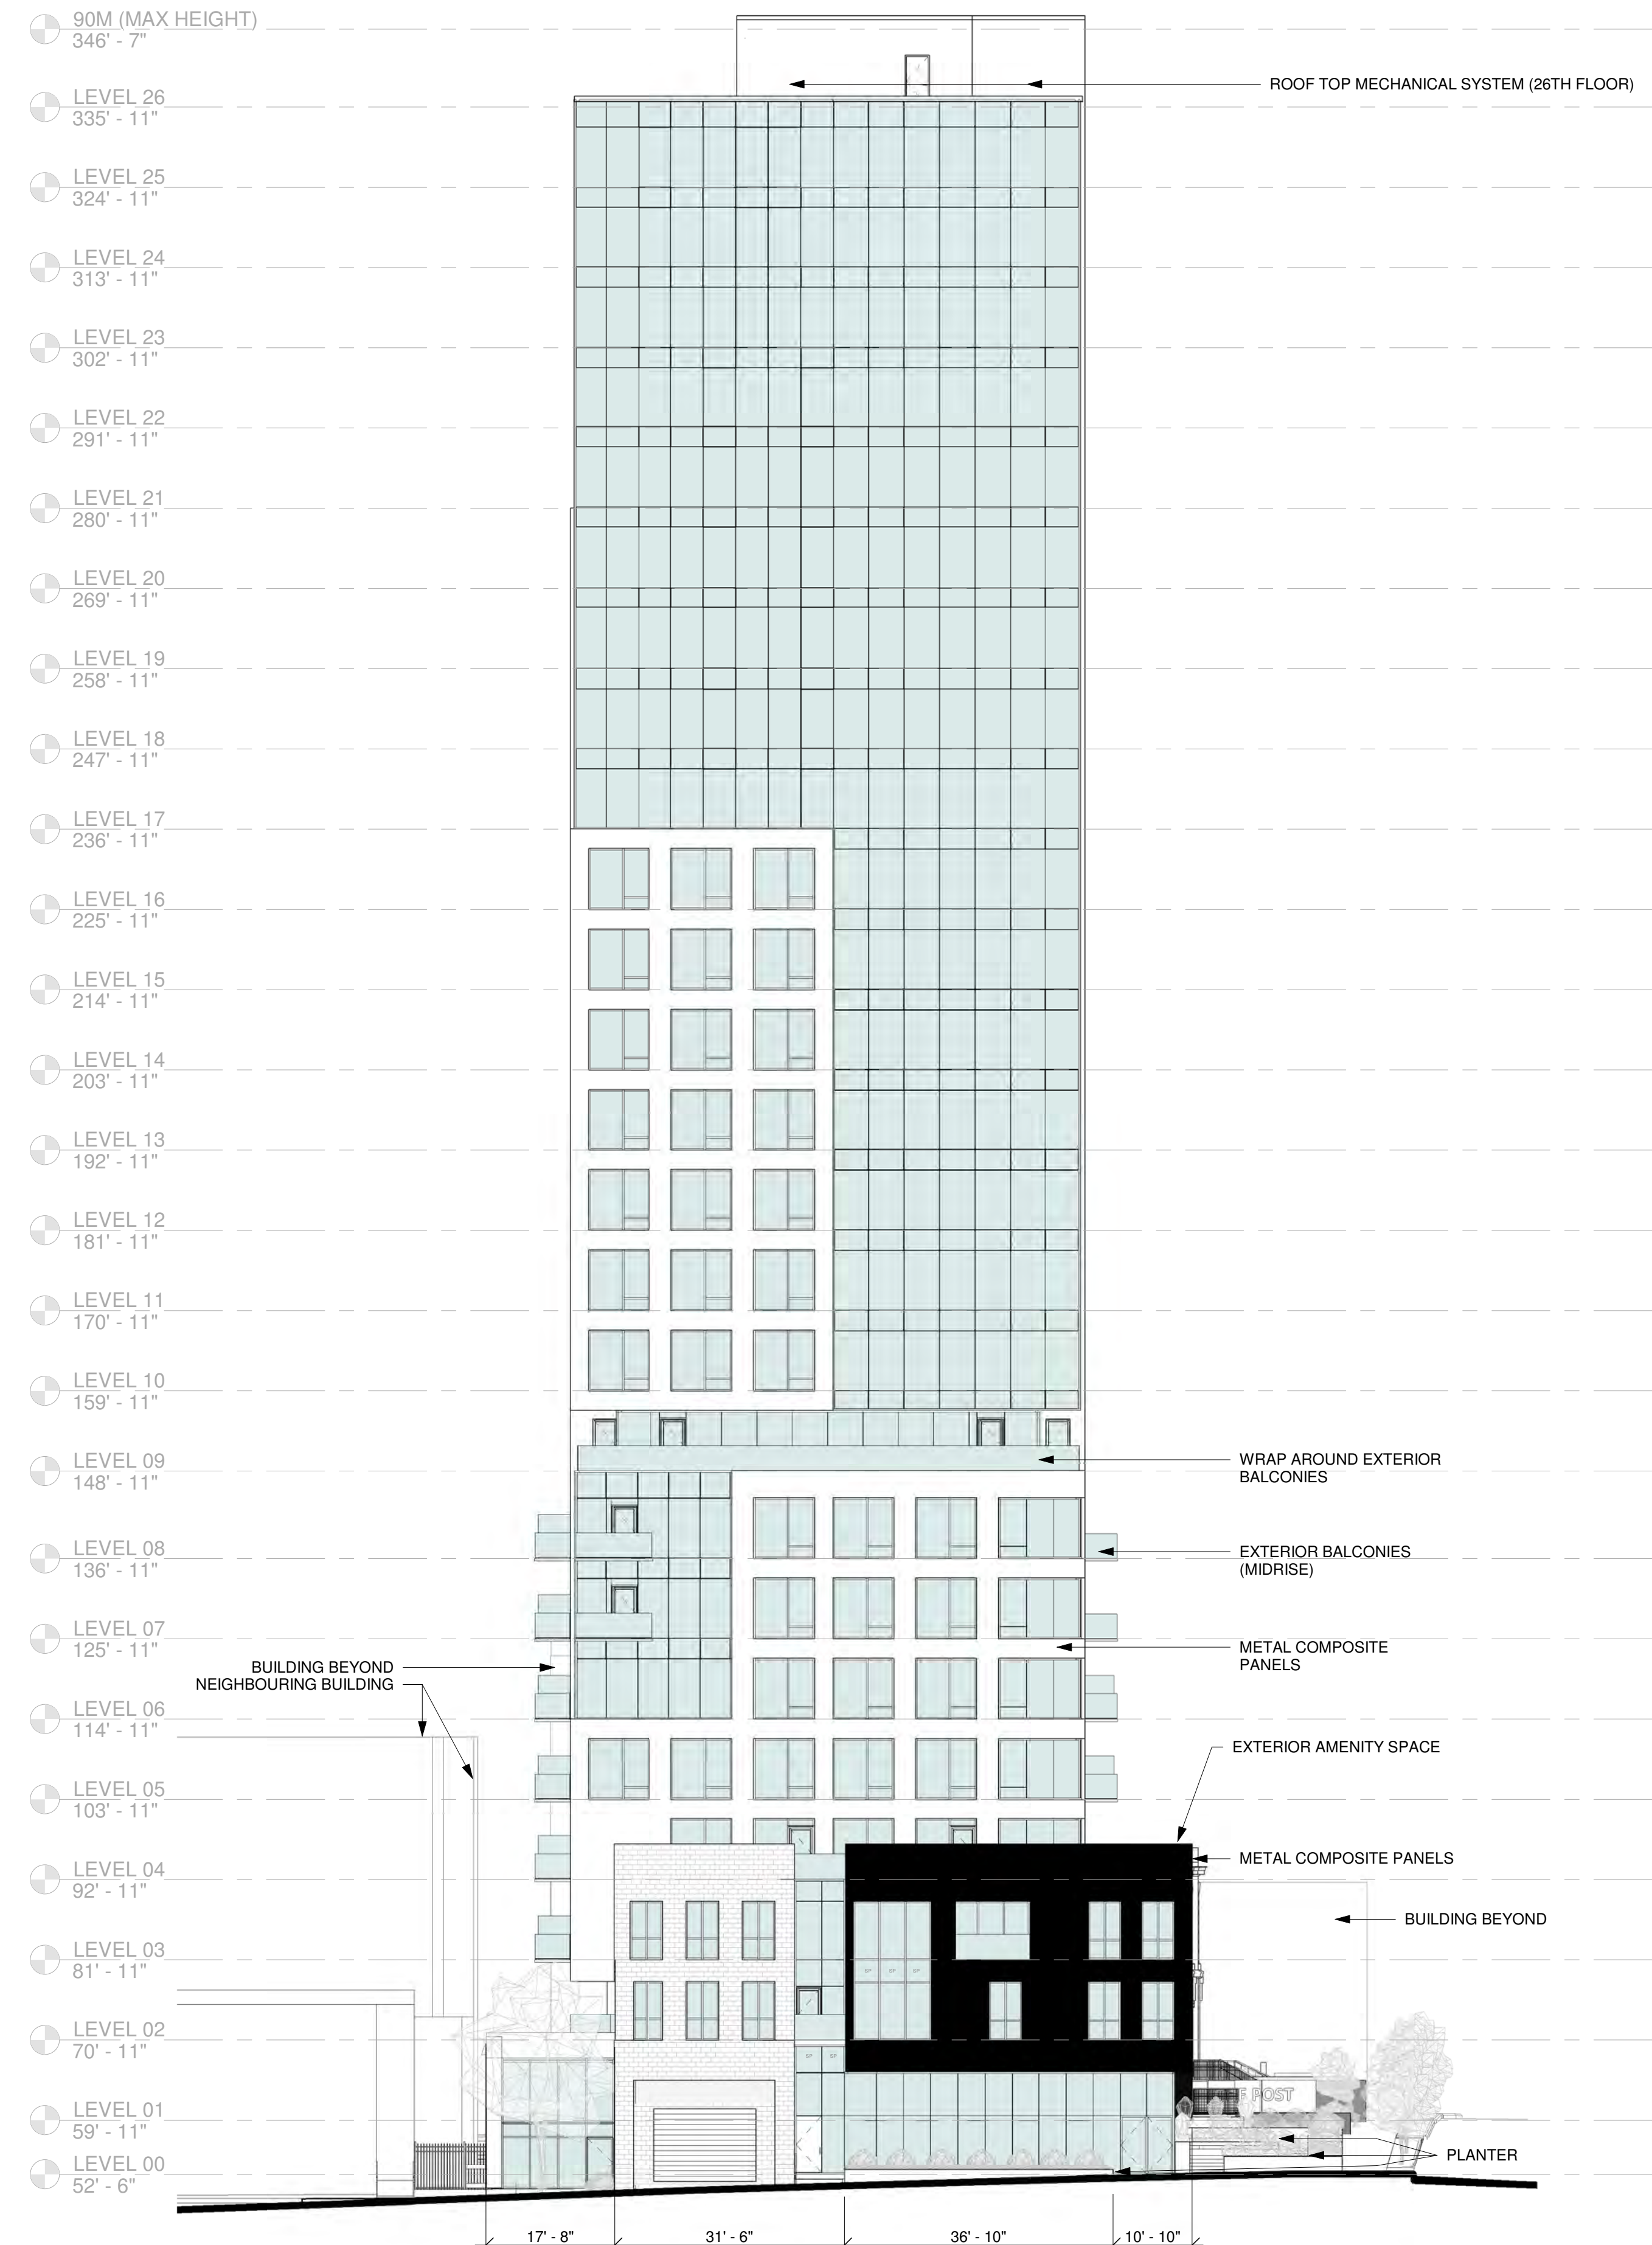 90M (MAX HEIGHT)
346' - 7"
ROOF TOP MECHANICAL SYSTEM (26TH FLOOR)
LEVEL 26
335' - 11"
LEVEL 25
324' - 11"
LEVEL 24
313' - 11"
LEVEL 23
302' - 11"
LEVEL 22
291' - 11"
LEVEL 21
280' - 11"
LEVEL 20
269' - 11"
LEVEL 19
258' - 11"
LEVEL 18
247' - 11"
LEVEL 17
236' - 11"
LEVEL 16
225' - 11"
LEVEL 15
214' - 11"
LEVEL 14
203' - 11"
LEVEL 13
192' - 11"
LEVEL 12
181' - 11"
LEVEL 11
170' - 11"
LEVEL 10
159' - 11"
LEVEL 09
148' - 11"
WRAP AROUND EXTERIOR
BALCONIES
LEVEL 08
136' - 11"
EXTERIOR BALCONIES
(MIDRISE)
LEVEL 07
125' - 11"
METAL COMPOSITE
PANELS
BUILDING BEYOND
NEIGHBOURING BUILDING
LEVEL 06
114' - 11"
EXTERIOR AMENITY SPACE
LEVEL 05
103' - 11"
METAL COMPOSITE PANELS
LEVEL 04
92' - 11"
BUILDING BEYOND
LEVEL 03
81' - 11"
SP SP SP
LEVEL 02
70' - 11"
SP SP
POST
LEVEL 01
59' - 11"
PLANTER
LEVEL 00
52' - 6"
17' - 8"
31' - 6"
36' - 10"
10' - 10"